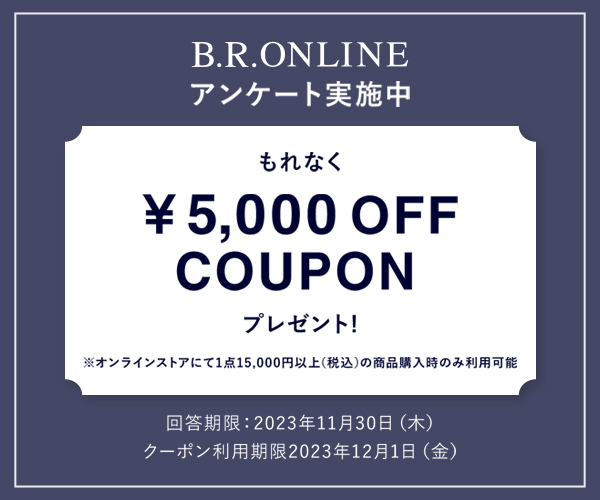 B.R.ONLINE
アンケート実施中
もれなく
¥5,000 OFF
COUPON
プレゼント!
※オンラインストアにて1点15,000円以上(税込)の商品購入時のみ利用可能
回答期限：2023年11月30日（木）
クーポン利用期限2023年12月1日（金）